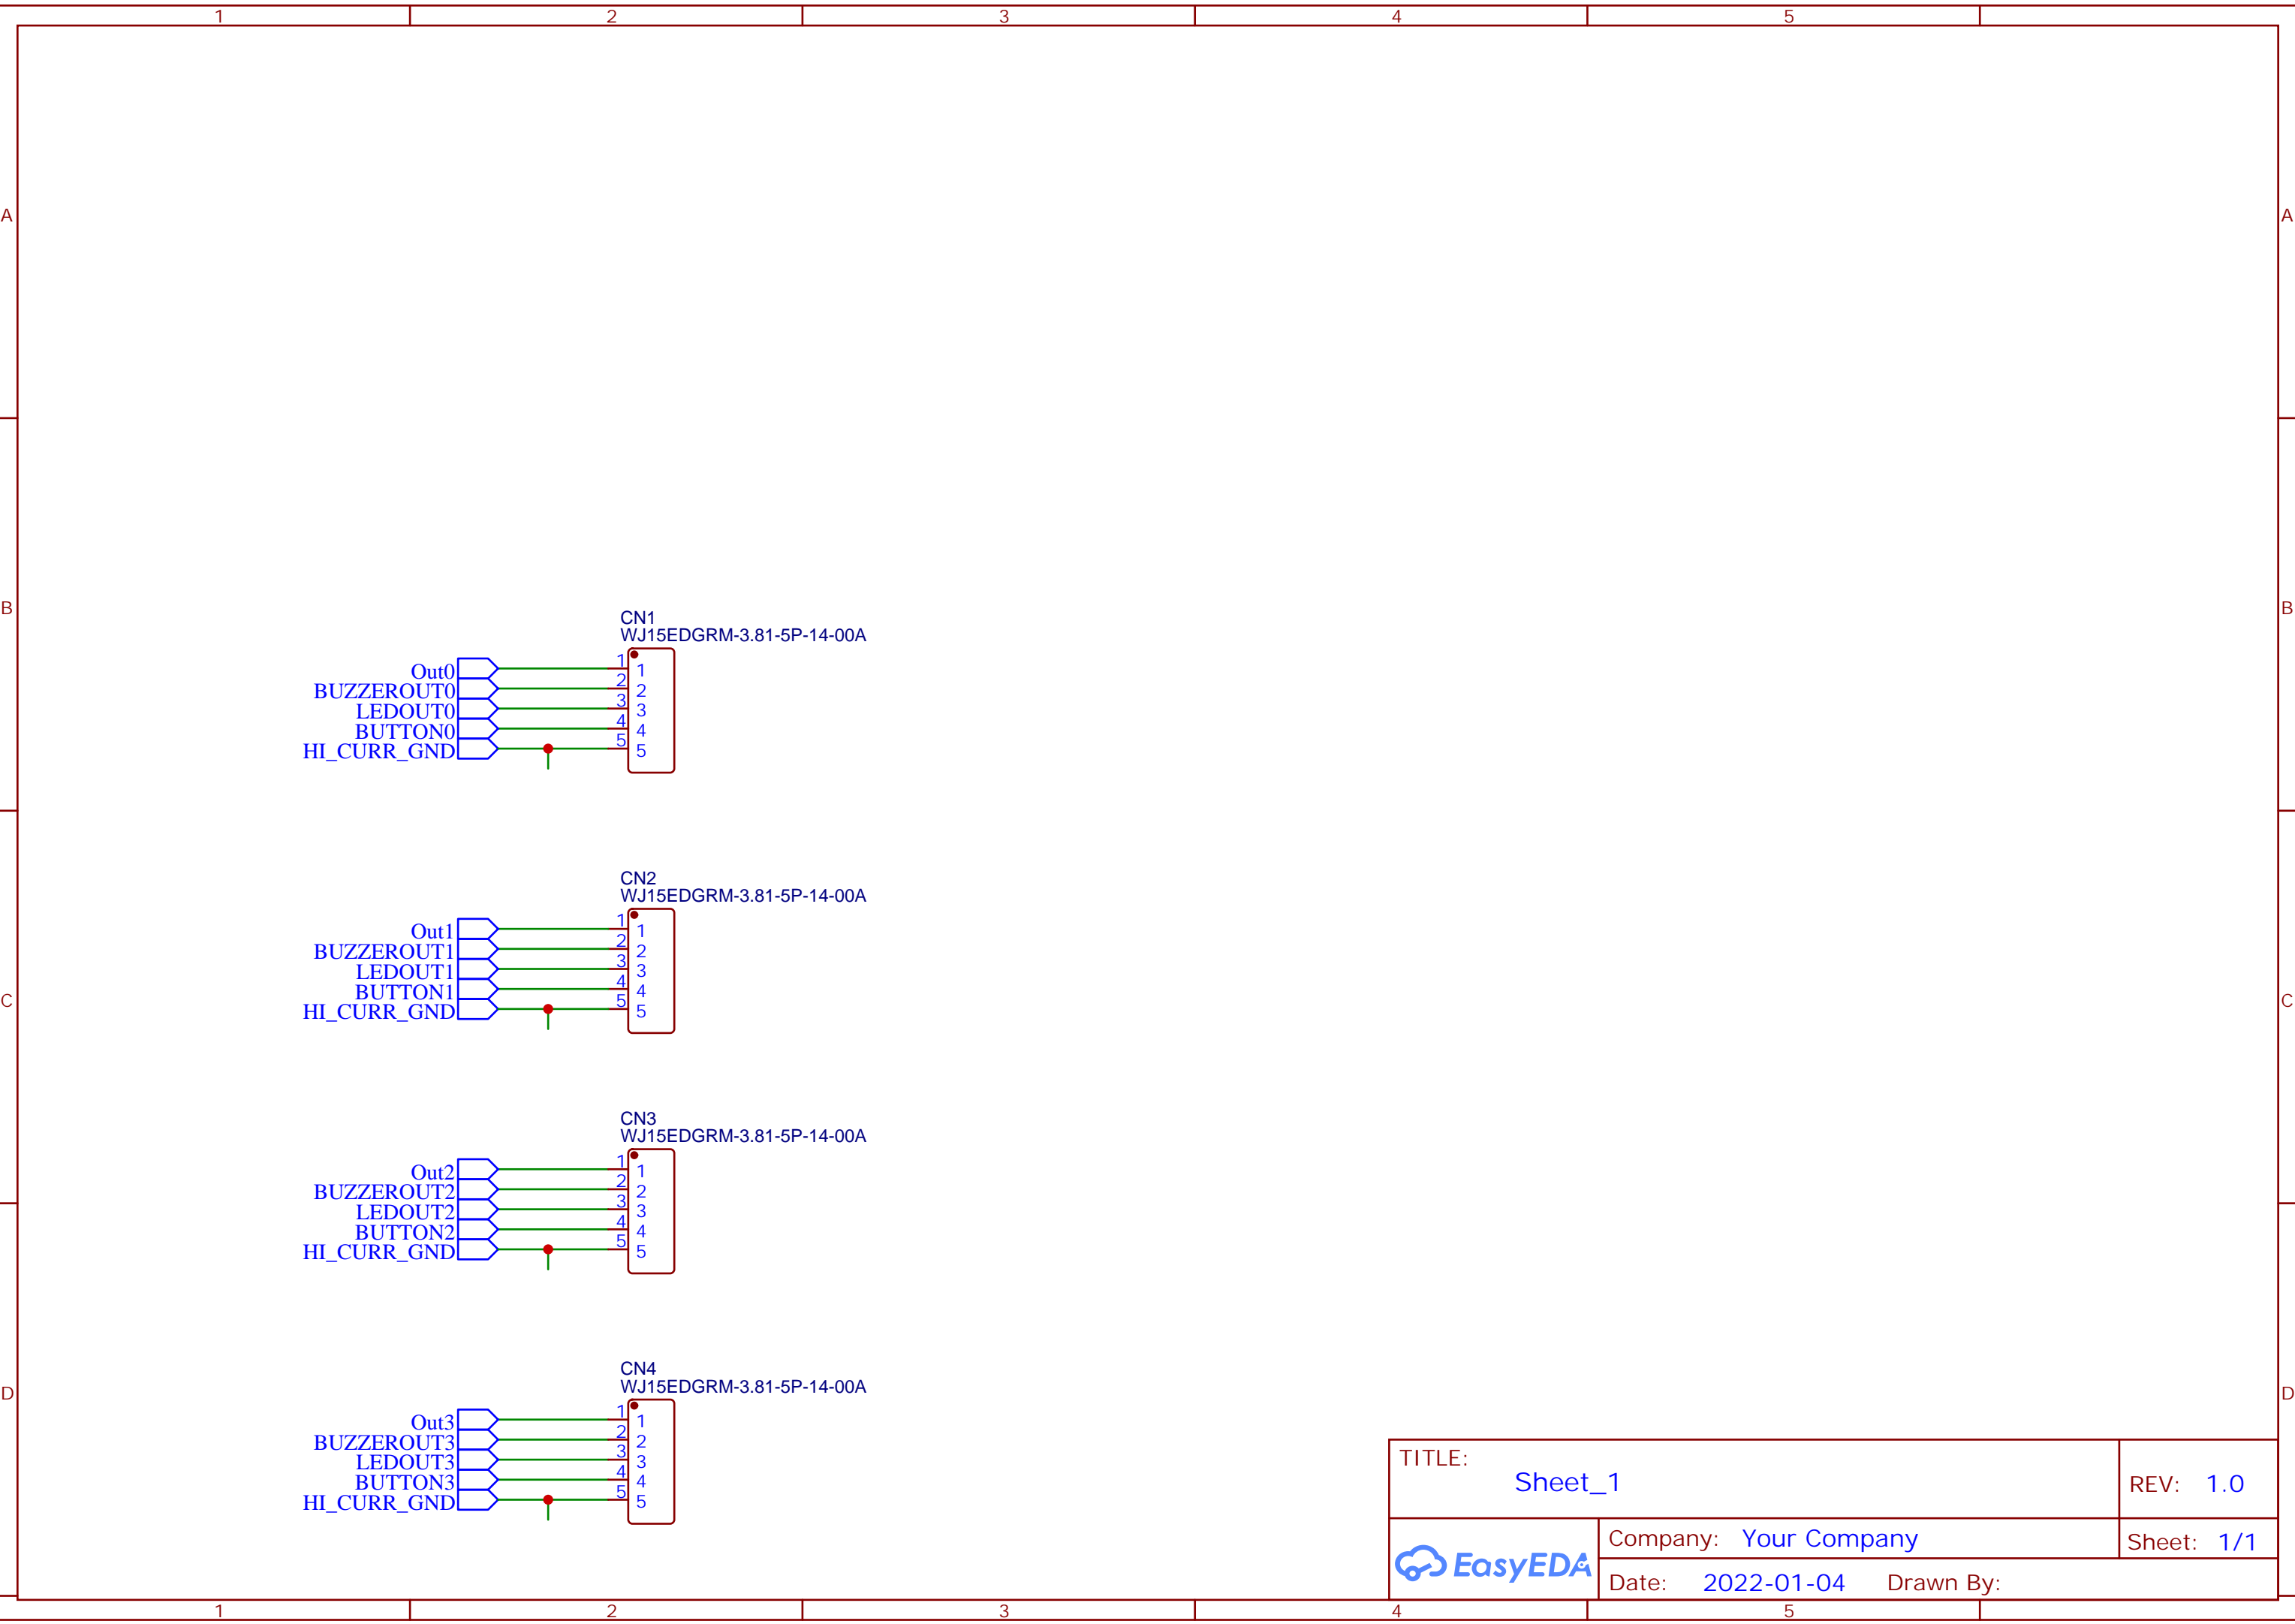 1 2 3 4 5
A A
B B
CN1
WJ15EDGRM-3.81-5P-14-00A
Out0 1 1
BUZZEROUT0 2 2
LEDOUT0 3 3
BUTTON0 4 4
HI_CURR_GND 5 5
CN2
WJ15EDGRM-3.81-5P-14-00A
Out1 1 1
BUZZEROUT1 2 2
LEDOUT1 3 3
BUTTON1 4 4
HI_CURR_GND 5 5
C C
CN3
WJ15EDGRM-3.81-5P-14-00A
Out2 1 1
BUZZEROUT2 2 2
LEDOUT2 3 3
BUTTON2 4 4
HI_CURR_GND 5 5
CN4
WJ15EDGRM-3.81-5P-14-00A
D D
Out3 1 1
BUZZEROUT3 2 2
LEDOUT3 3 3
BUTTON3 4 4
HI_CURR_GND 5 5
TITLE:
Sheet_1
REV: 1.0
EasyEDA
Company: Your Company
Sheet: 1/1
Date: 2022-01-04 Drawn By:
1 2 3 4 5